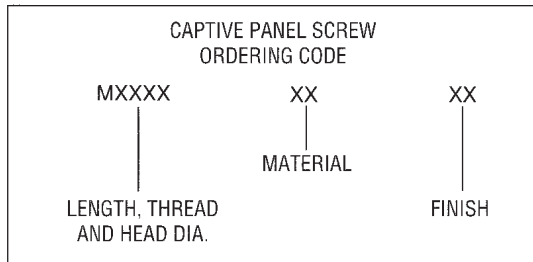 CAPTIVE PANEL SCREW
ORDERING CODE
MXXXX XX XX
MATERIAL
LENGTH, THREAD
AND HEAD DIA.
FINISH